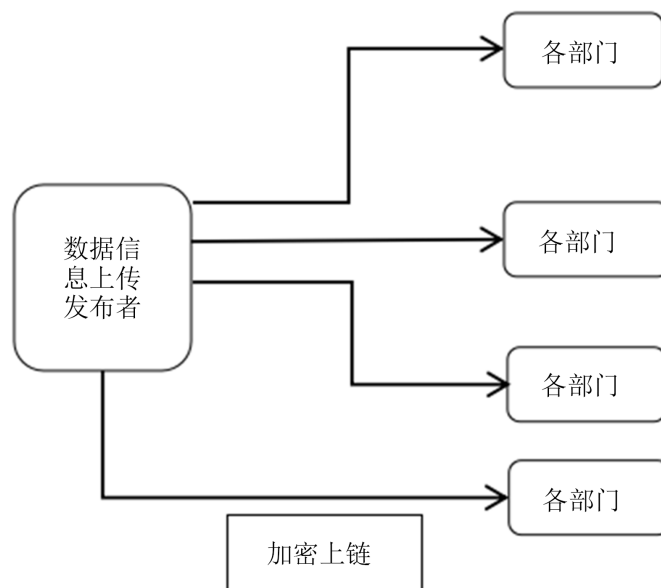 各部门
数据信
息上传
发布者
各部门
各部门
各部门
加密上链